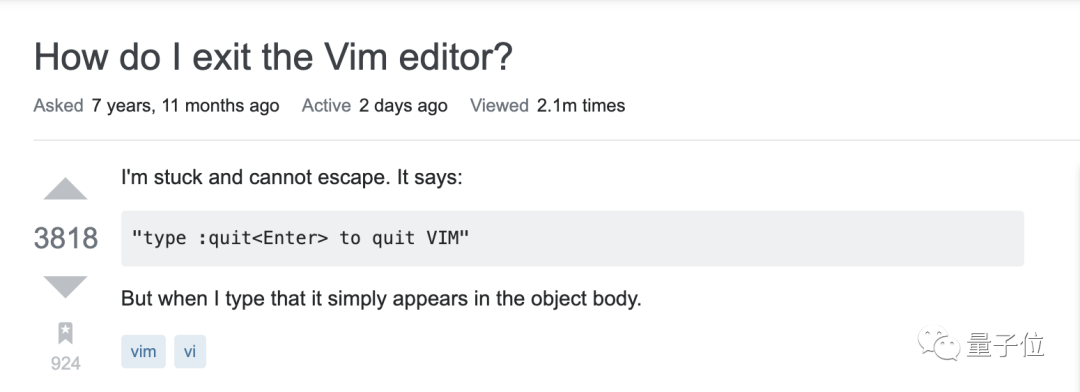 How do I exit the Vim editor?
Asked 7 years, 11 months ago Active 2 days ago Viewed 2.1m times
I'm stuck and cannot escape. It says:
3818
"type :quit<Enter> to quit VIM"
But when I type that it simply appears in the object body.
924
vim vi
量子位